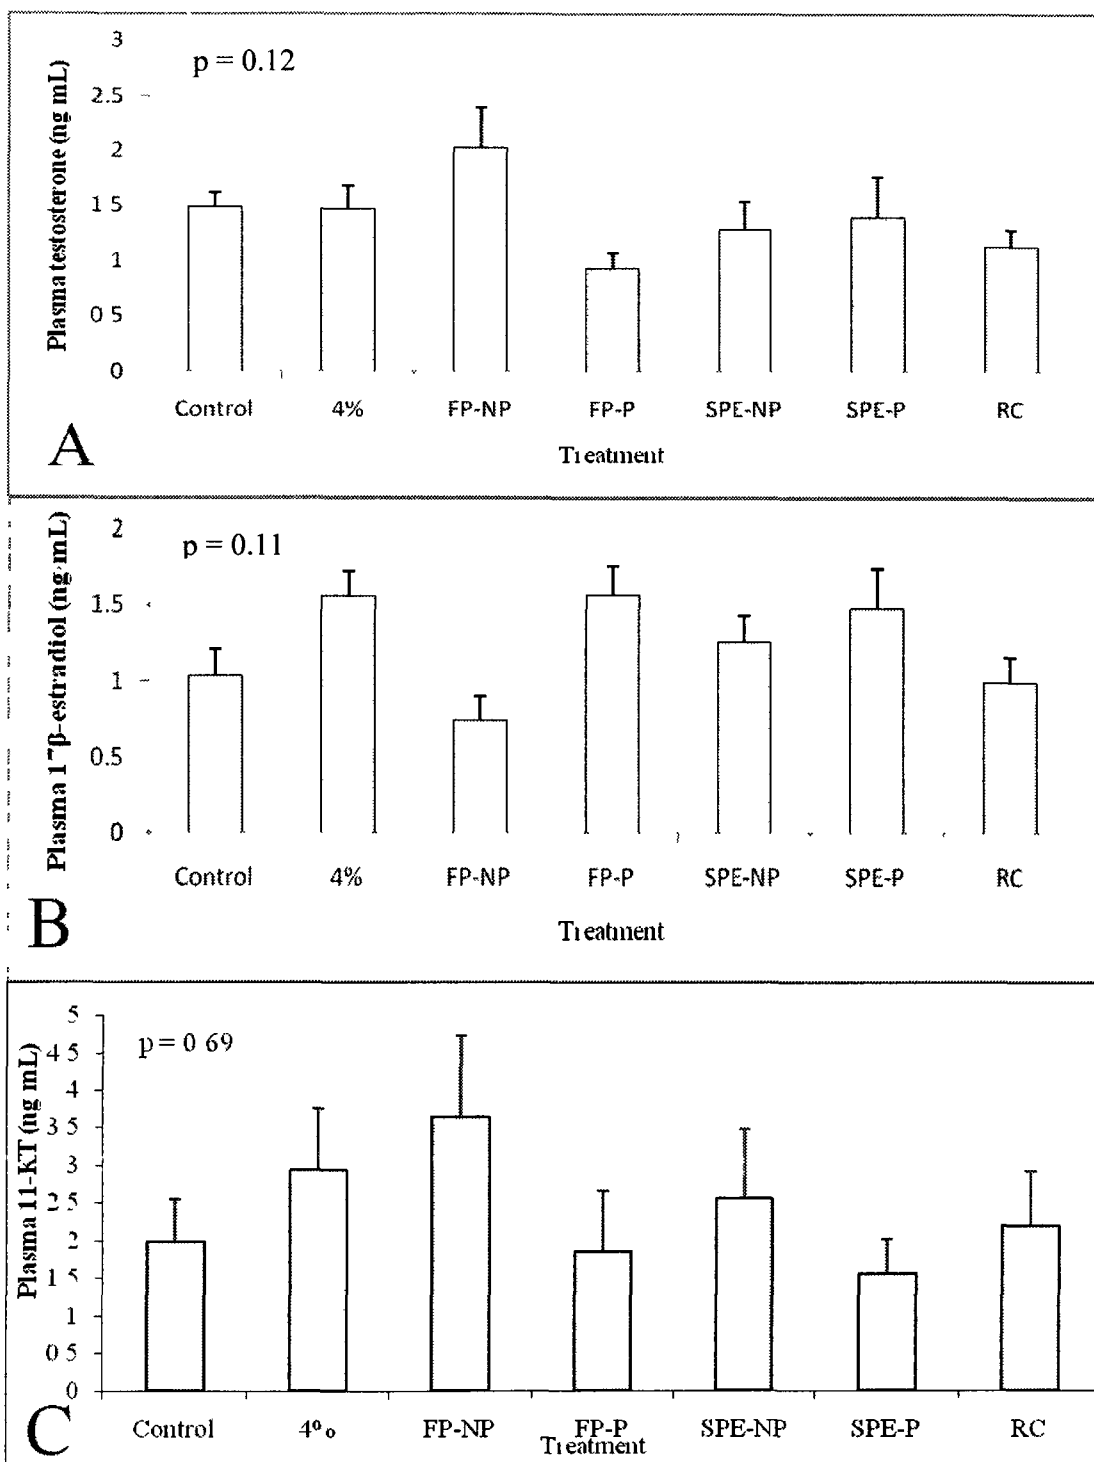 3
p = 0.12
2.5
2
1 5
1
0 5
0
Plasma testosterone (ng mL)
Control 4% FP-NP FP-P SPE-NP SPE-P RC
Treatment
A
2
p = 0.11
1.5
1
0.5
0
Plasma 17β-estradiol (ng mL)
Control 4% FP-NP FP-P SPE-NP SPE-P RC
Treatment
B
5
p = 0 69
4 5
4
3 5
3
2 5
2
1 5
1
0 5
0
Plasma 11-KT (ng mL)
Control 4% FP-NP FP-P SPE-NP SPE-P RC
Treatment
C